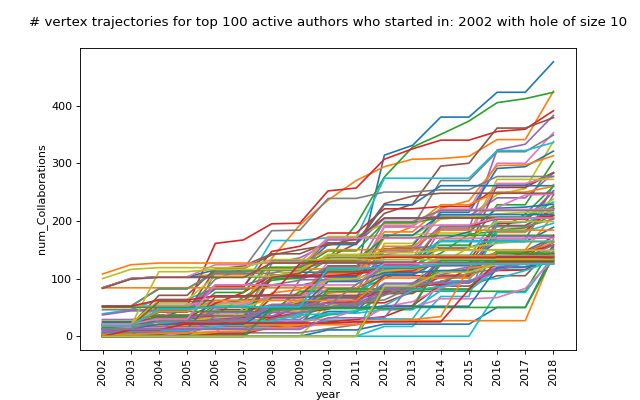 # vertex trajectories for top 100 active authors who started in: 2002 with hole of size 10
400
300
200
100
0
num_Collaborations
2002 2003 2004 2005 2006 2007 2008 2009 2010 2011 2012 2013 2014 2015 2016 2017 2018
year